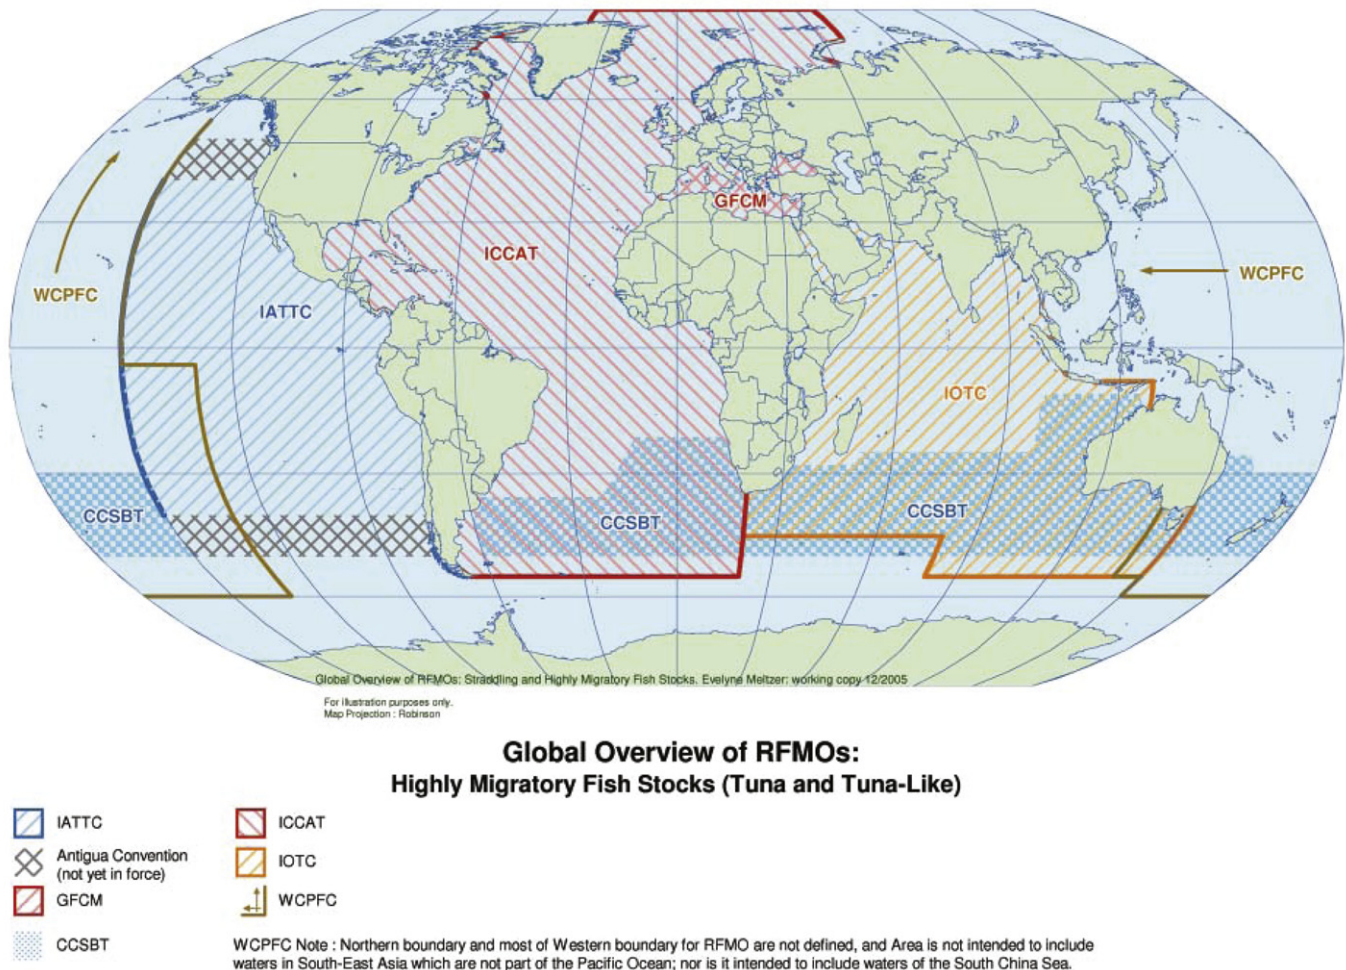 GFCM
ICCAT
WCPFC
WCPFC
IATTC
IOTC
CCSBT
CCSBT
CCSBT
Global Overview of RFMOs: Straddling and Highly Migratory Fish Stocks. Evelyne Meltzer: working copy 12/2005
For illustration purposes only.
Map Projection : Robinson
Global Overview of RFMOs:
Highly Migratory Fish Stocks (Tuna and Tuna-Like)
IATTC
Antigua Convention
(not yet in force)
GFCM
CCSBT
ICCAT
IOTC
WCPFC
WCPFC Note : Northern boundary and most of Western boundary for RFMO are not defined, and Area is not intended to include
waters in South-East Asia which are not part of the Pacific Ocean; nor is it intended to include waters of the South China Sea.